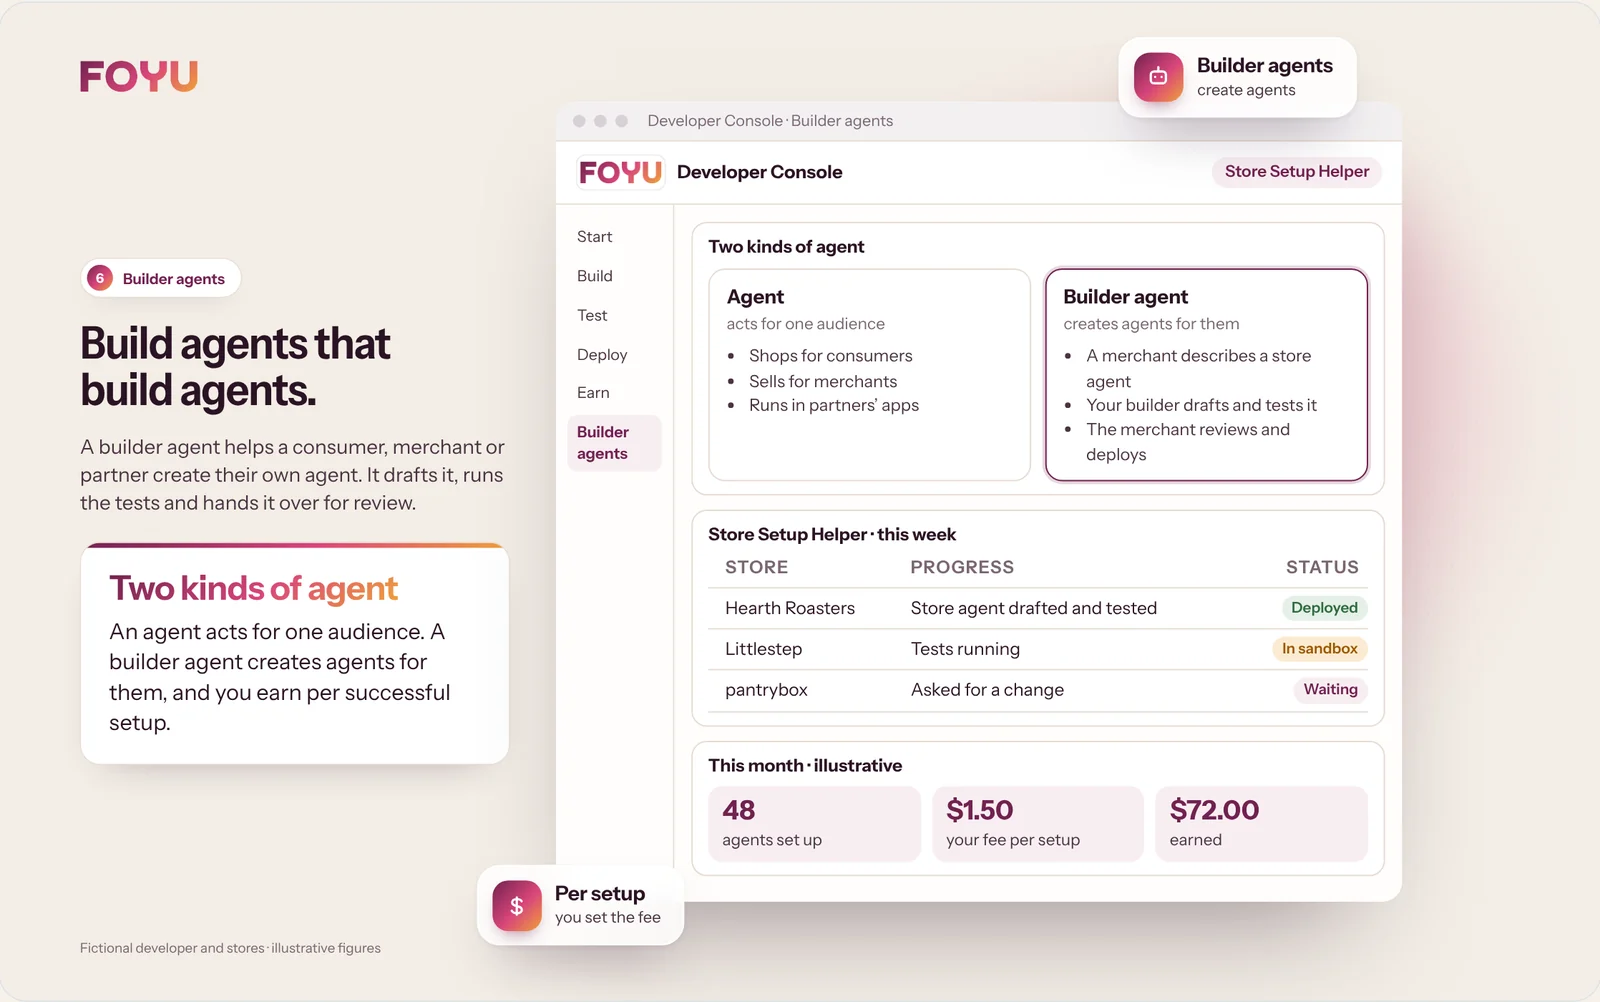 FOYU
6 Builder agents
Build agents that
build agents.
A builder agent helps a consumer, merchant or
partner create their own agent. It drafts it, runs
the tests and hands it over for review.
Two kinds of agent
An agent acts for one audience. A
builder agent creates agents for
them, and you earn per successful
setup.
Fictional developer and stores · illustrative figures
Builder agents
create agents
Developer Console · Builder agents
FOYU Developer Console
Store Setup Helper
Start
Build
Test
Deploy
Earn
Builder
agents
Two kinds of agent
Agent
acts for one audience
• Shops for consumers
• Sells for merchants
• Runs in partners’ apps
Builder agent
creates agents for them
• A merchant describes a store
agent
• Your builder drafts and tests it
• The merchant reviews and
deploys
Store Setup Helper · this week
STORE PROGRESS STATUS
Hearth Roasters Store agent drafted and tested Deployed
Littlestep Tests running In sandbox
pantrybox Asked for a change Waiting
This month · illustrative
48
agents set up
$1.50
your fee per setup
$72.00
earned
$
Per setup
you set the fee